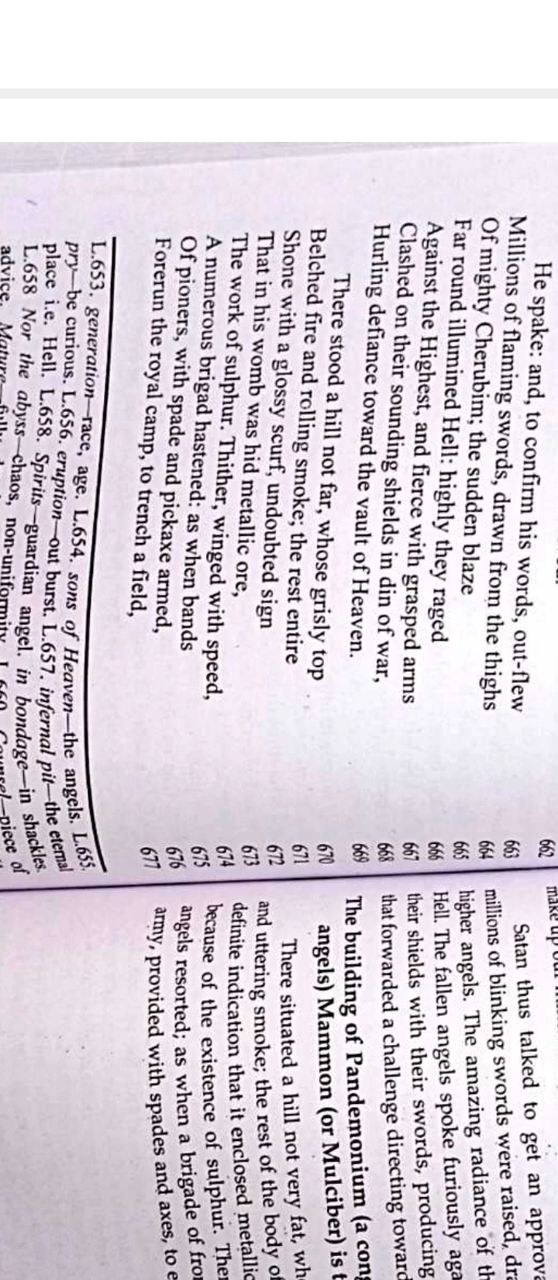 He spake: and, to confirm his words, out-flew 662
Millions of flaming swords, drawn from the thighs 663
Of mighty Cherubim; the sudden blaze 664
Far round illumined Hell: highly they raged 665
Against the Highest, and fierce with grasped arms 666
Clashed on their sounding shields in din of war, 667
Hurling defiance toward the vault of Heaven. 668
669
There stood a hill not far, whose grisly top 670
Belched fire and rolling smoke; the rest entire 671
Shone with a glossy scurf, undoubted sign 672
That in his womb was hid metallic ore, 673
The work of sulphur. Thither, winged with speed, 674
A numerous brigad hastened: as when bands 675
Of pioners, with spade and pickaxe armed, 676
Forerun the royal camp, to trench a field, 677
L.653. generation—race, age. L.654. sons of Heaven—the angels. L.655.
pry—be curious. L.656, eruption—out burst. L.657. infernal pit—the eternal
place i.e. Hell. L.658. Spirits—guardian angel. in bondage—in shackles.
L.658 Nor the abyss—chaos, non-uniformity. L.660. Counsel—piece of
advice. Mature—fully
make up our
Satan thus talked to get an
millions of blinking swords were raised,
higher angels. The amazing radiance of
Hell. The fallen angels spoke furiously
their shields with their swords, producing
that forwarded a challenge directing toward
The building of Pandemonium (a
angels) Mammon (or Mulciber) is
There situated a hill not very fat,
and uttering smoke; the rest of the body
definite indication that it enclosed
because of the existence of sulphur.
angels resorted; as when a brigade of
army, provided with spades and axes, to